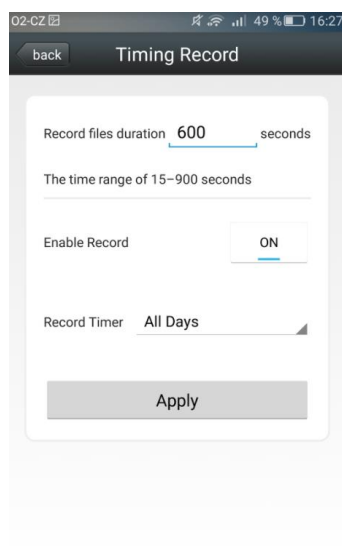 O2-CZ 49 % 16:27
back Timing Record
Record files duration 600 seconds
The time range of 15-900 seconds
Enable Record ON
Record Timer All Days
Apply